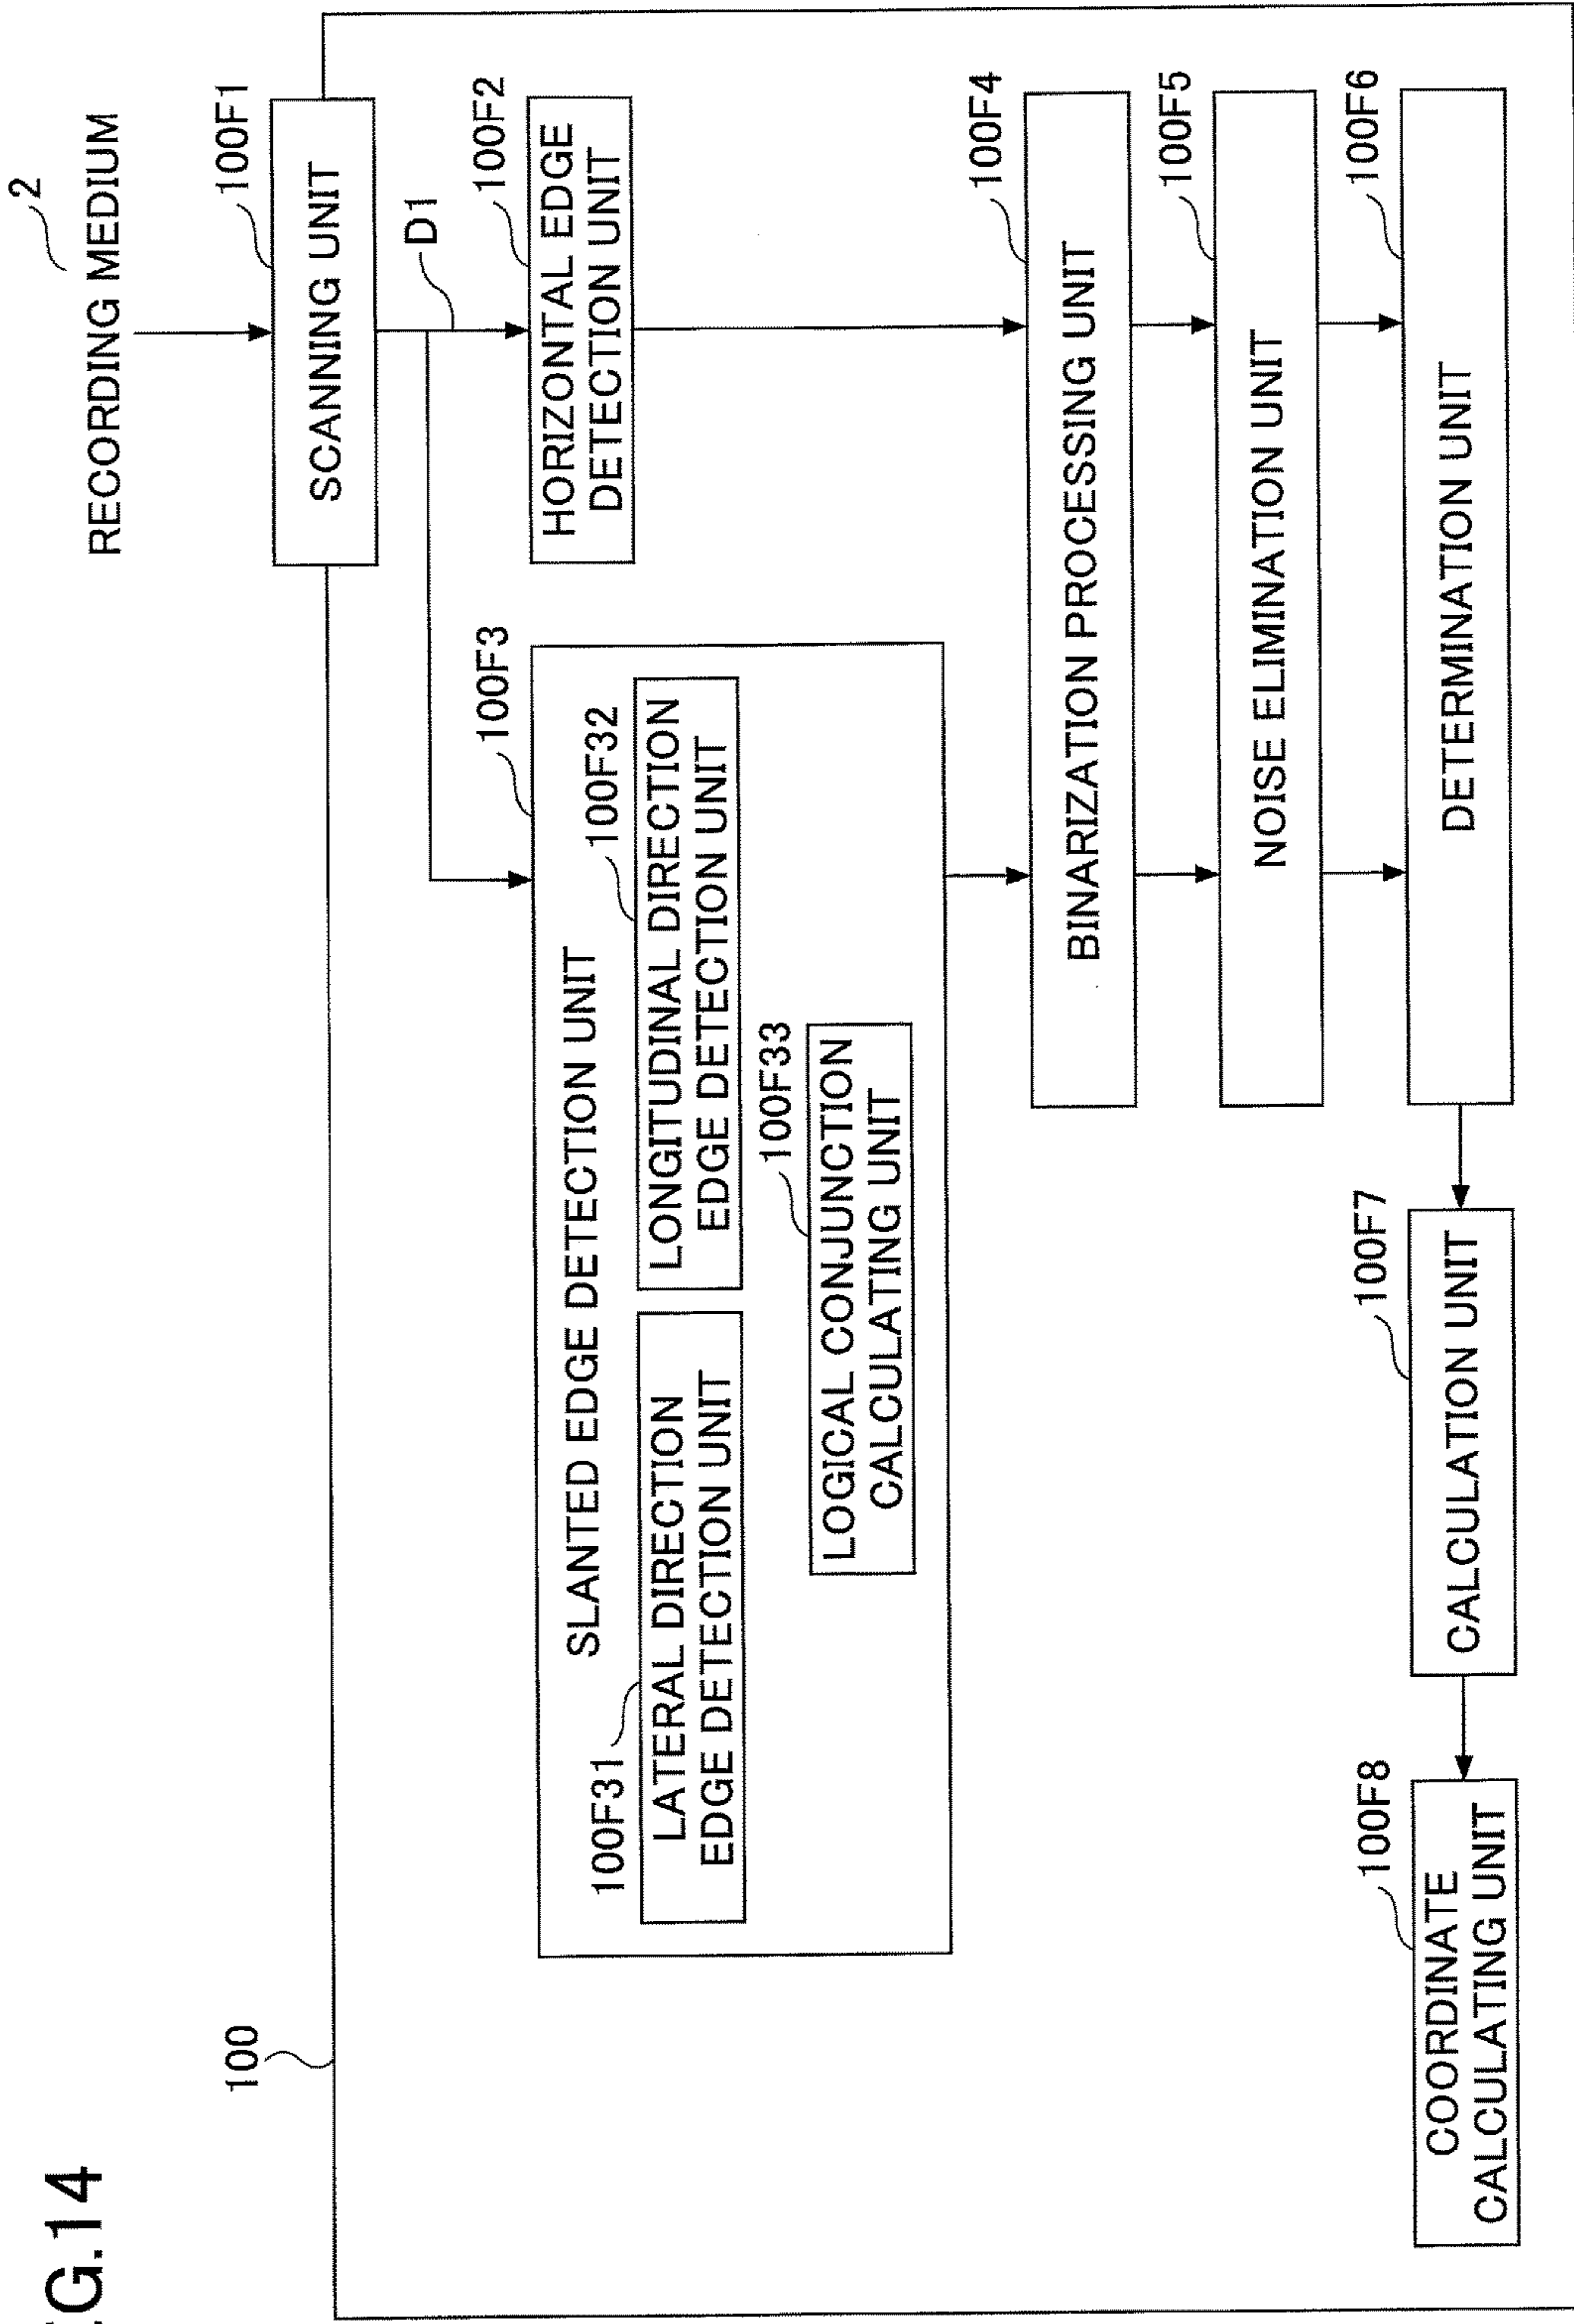 FIG.14
2
RECORDING MEDIUM
100
100F1
SCANNING UNIT
D1
100F3
100F2
SLANTED EDGE DETECTION UNIT
HORIZONTAL EDGE
DETECTION UNIT
100F31
LATERAL DIRECTION
EDGE DETECTION UNIT
100F32
LONGITUDINAL DIRECTION
EDGE DETECTION UNIT
100F33
LOGICAL CONJUNCTION
CALCULATING UNIT
100F4
BINARIZATION PROCESSING UNIT
100F5
NOISE ELIMINATION UNIT
100F8
COORDINATE
CALCULATING UNIT
100F7
CALCULATION UNIT
100F6
DETERMINATION UNIT